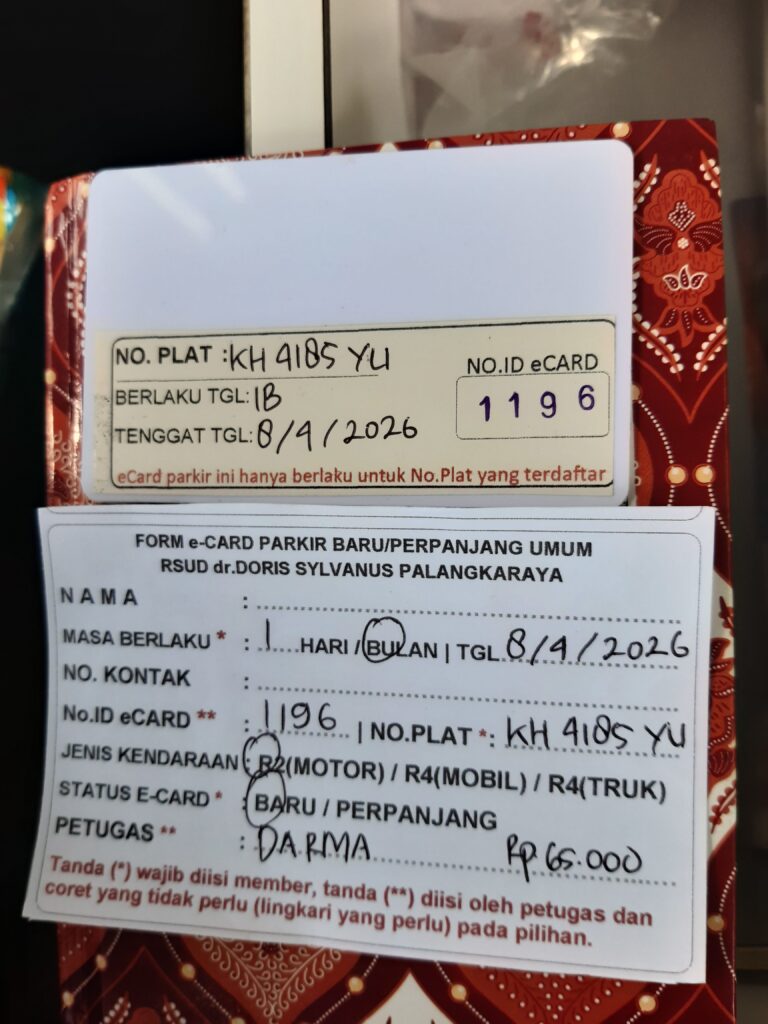 NO. PLAT : KH 4185 YU
NO.ID eCARD
BERLAKU TGL: 1B
1196
TENGGAT TGL: 8/4/2026
eCard parkir ini hanya berlaku untuk No.Plat yang terdaftar
FORM e-CARD PARKIR BARU/PERPANJANG UMUM
RSUD dr.DORIS SYLVANUS PALANGKARAYA
NAMA :
MASA BERLAKU * : 1 HARI / BULAN | TGL 8/4/2026
NO. KONTAK :
No.ID eCARD ** : 1196 | NO.PLAT *: KH 4185 YU
JENIS KENDARAAN : R2(MOTOR) / R4(MOBIL) / R4(TRUK)
STATUS E-CARD * : BARU / PERPANJANG
PETUGAS ** : DARMA Rp 65.000
Tanda (*) wajib diisi member, tanda (**) diisi oleh petugas dan
coret yang tidak perlu (lingkari yang perlu) pada pilihan.